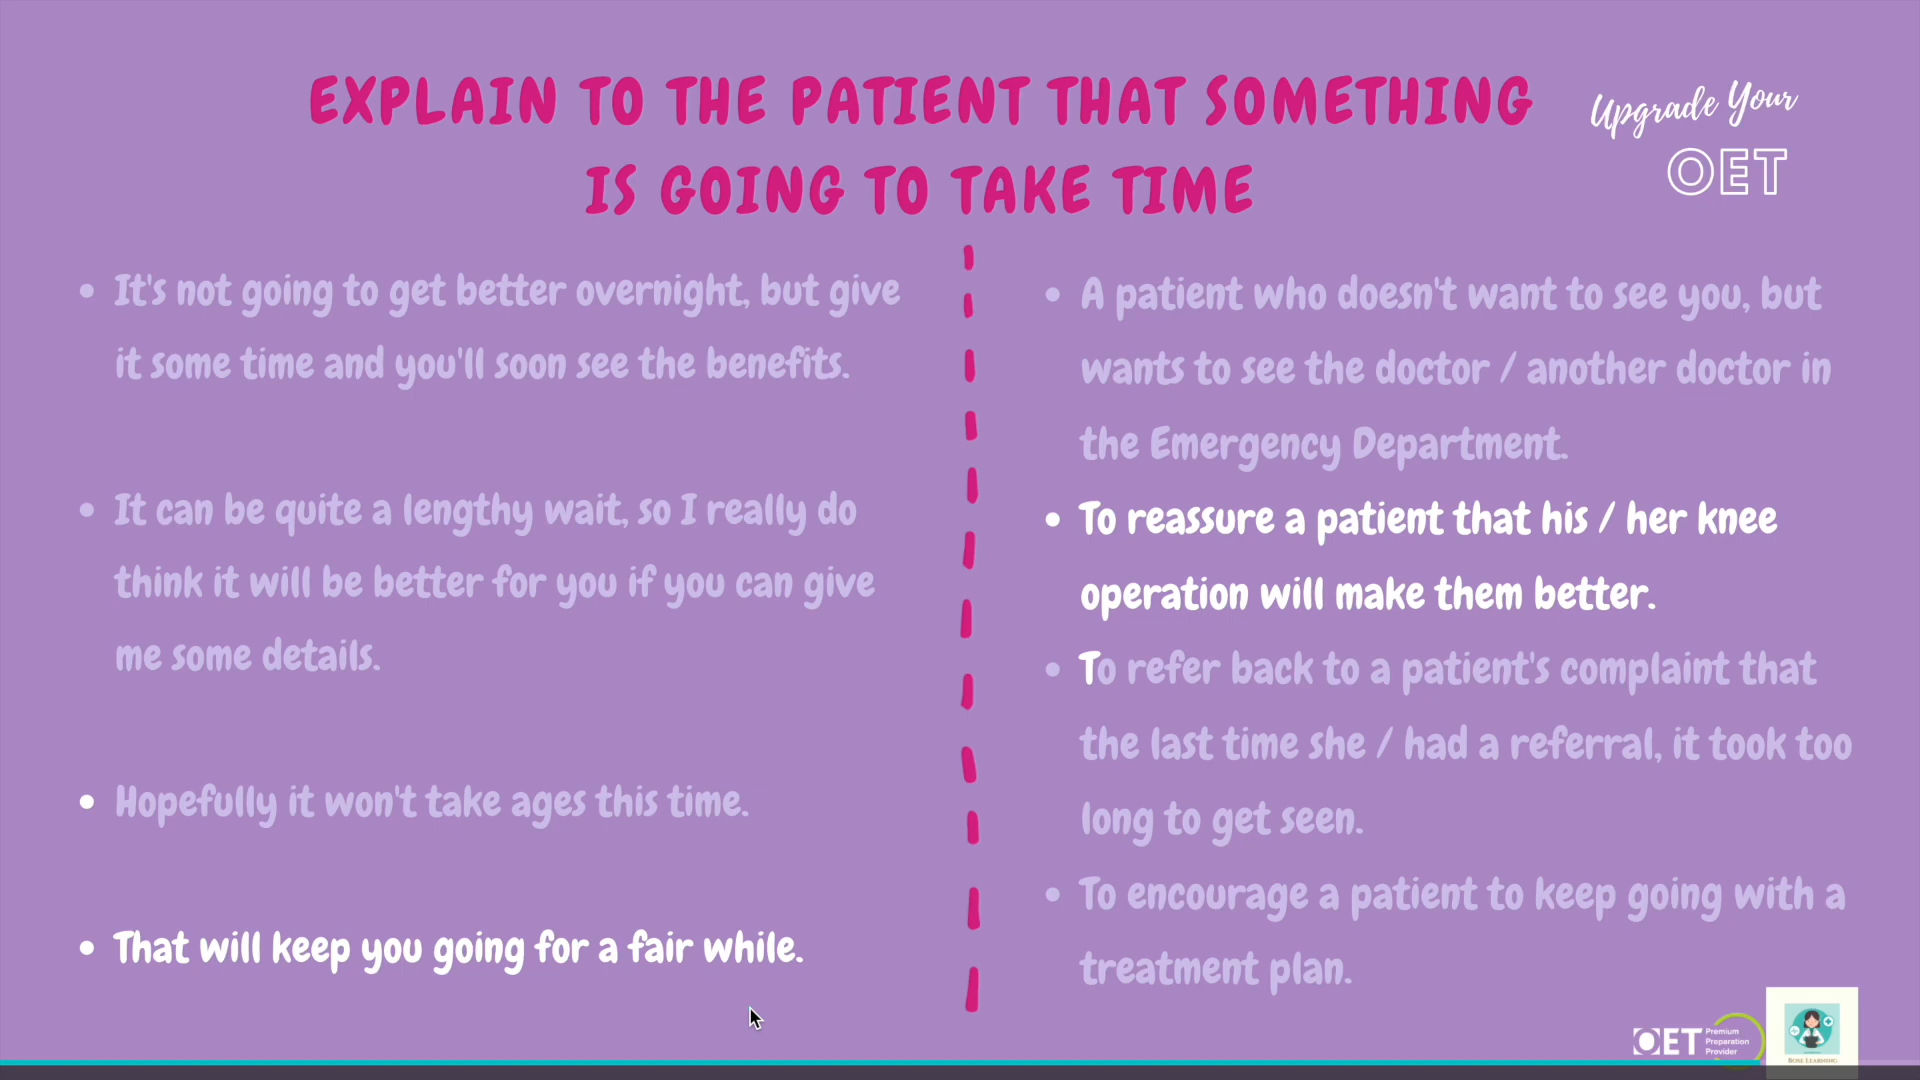 EXPLAIN TO THE PATIENT THAT SOMETHING
IS GOING TO TAKE TIME
Upgrade Your
OET
• It's not going to get better overnight, but give
it some time and you'll soon see the benefits.
• It can be quite a lengthy wait, so I really do
think it will be better for you if you can give
me some details.
• Hopefully it won't take ages this time.
• That will keep you going for a fair while.
• A patient who doesn't want to see you, but
wants to see the doctor / another doctor in
the Emergency Department.
• To reassure a patient that his / her knee
operation will make them better.
• To refer back to a patient's complaint that
the last time she / had a referral, it took too
long to get seen.
• To encourage a patient to keep going with a
treatment plan.
OET
Premium
Preparation
Provider
ROSE LEARNING